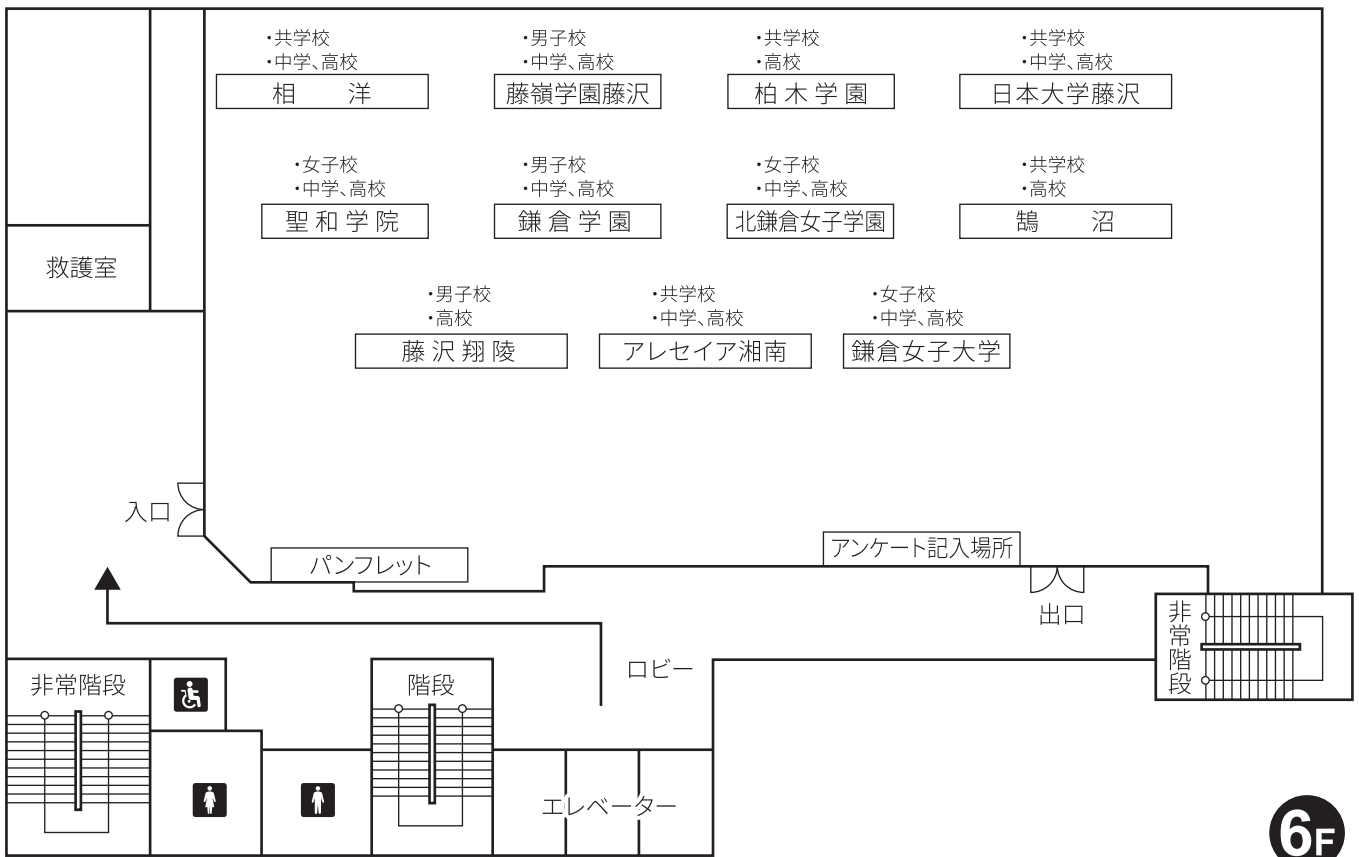 ・共学校
・中学、高校
相　洋
・男子校
・中学、高校
藤嶺学園藤沢
・共学校
・高校
柏木学園
・共学校
・中学、高校
日本大学藤沢
・女子校
・中学、高校
聖和学院
・男子校
・中学、高校
鎌倉学園
・女子校
・中学、高校
北鎌倉女子学園
・共学校
・高校
鵠　沼
救護室
・男子校
・高校
藤沢翔陵
・共学校
・中学、高校
アレセイア湘南
・女子校
・中学、高校
鎌倉女子大学
入口
パンフレット
アンケート記入場所
出口
非常階段
ロビー
非常階段
階段
エレベーター
6F